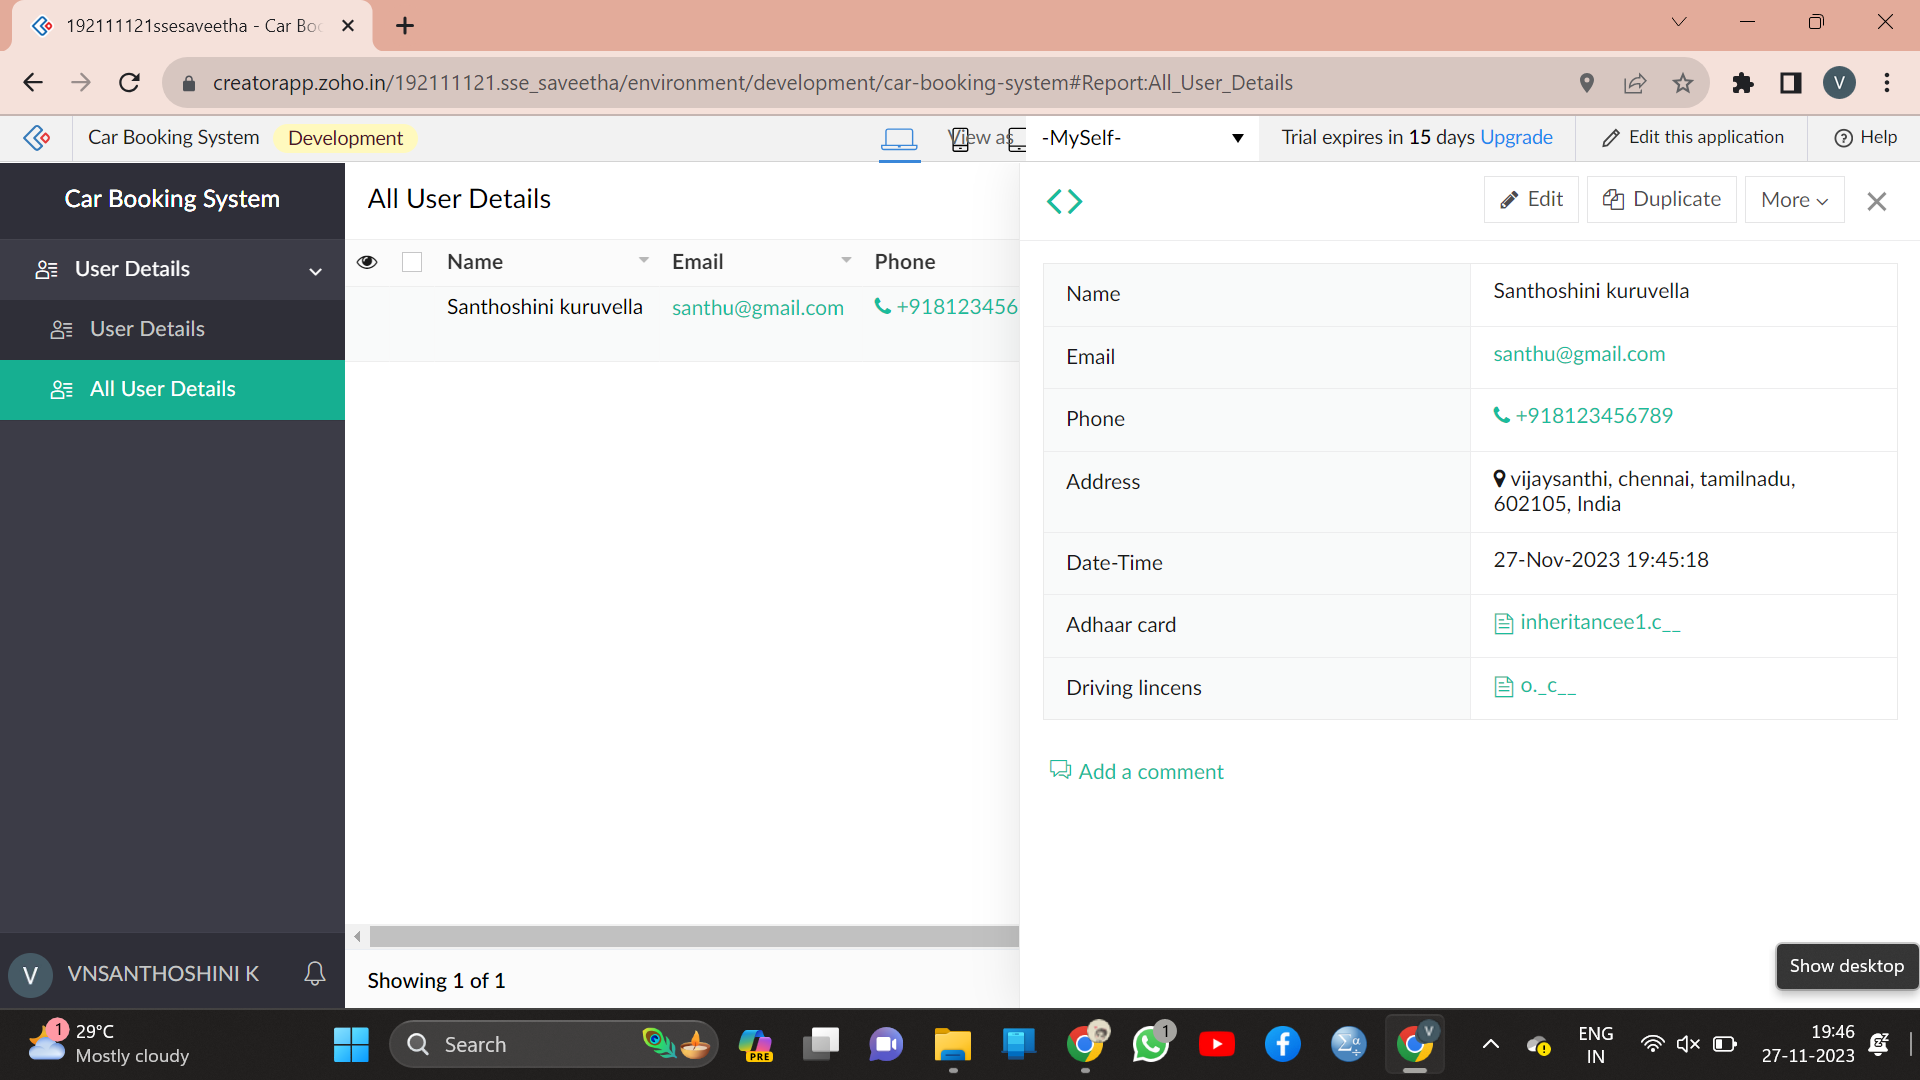 192111121ssesaveetha - Car Boo
creatorapp.zoho.in/192111121.sse_saveetha/environment/development/car-booking-system#Report:All_User_Details
V
Car Booking System Development View as -MySelf- Trial expires in 15 days Upgrade Edit this application Help
Car Booking System
User Details
User Details
All User Details
V VNSANTHOSHINI K
All User Details
Name Email Phone
Santhoshini kuruvella santhu@gmail.com +918123456
Showing 1 of 1
Edit Duplicate More
Name Santhoshini kuruvella
Email santhu@gmail.com
Phone +918123456789
Address vijaysanthi, chennai, tamilnadu,
602105, India
Date-Time 27-Nov-2023 19:45:18
Adhaar card inheritancee1.c__
Driving lincens o._c__
Add a comment
Show desktop
1 29°C
Mostly cloudy
Search
PRE
1
V
ENG
IN
19:46
27-11-2023